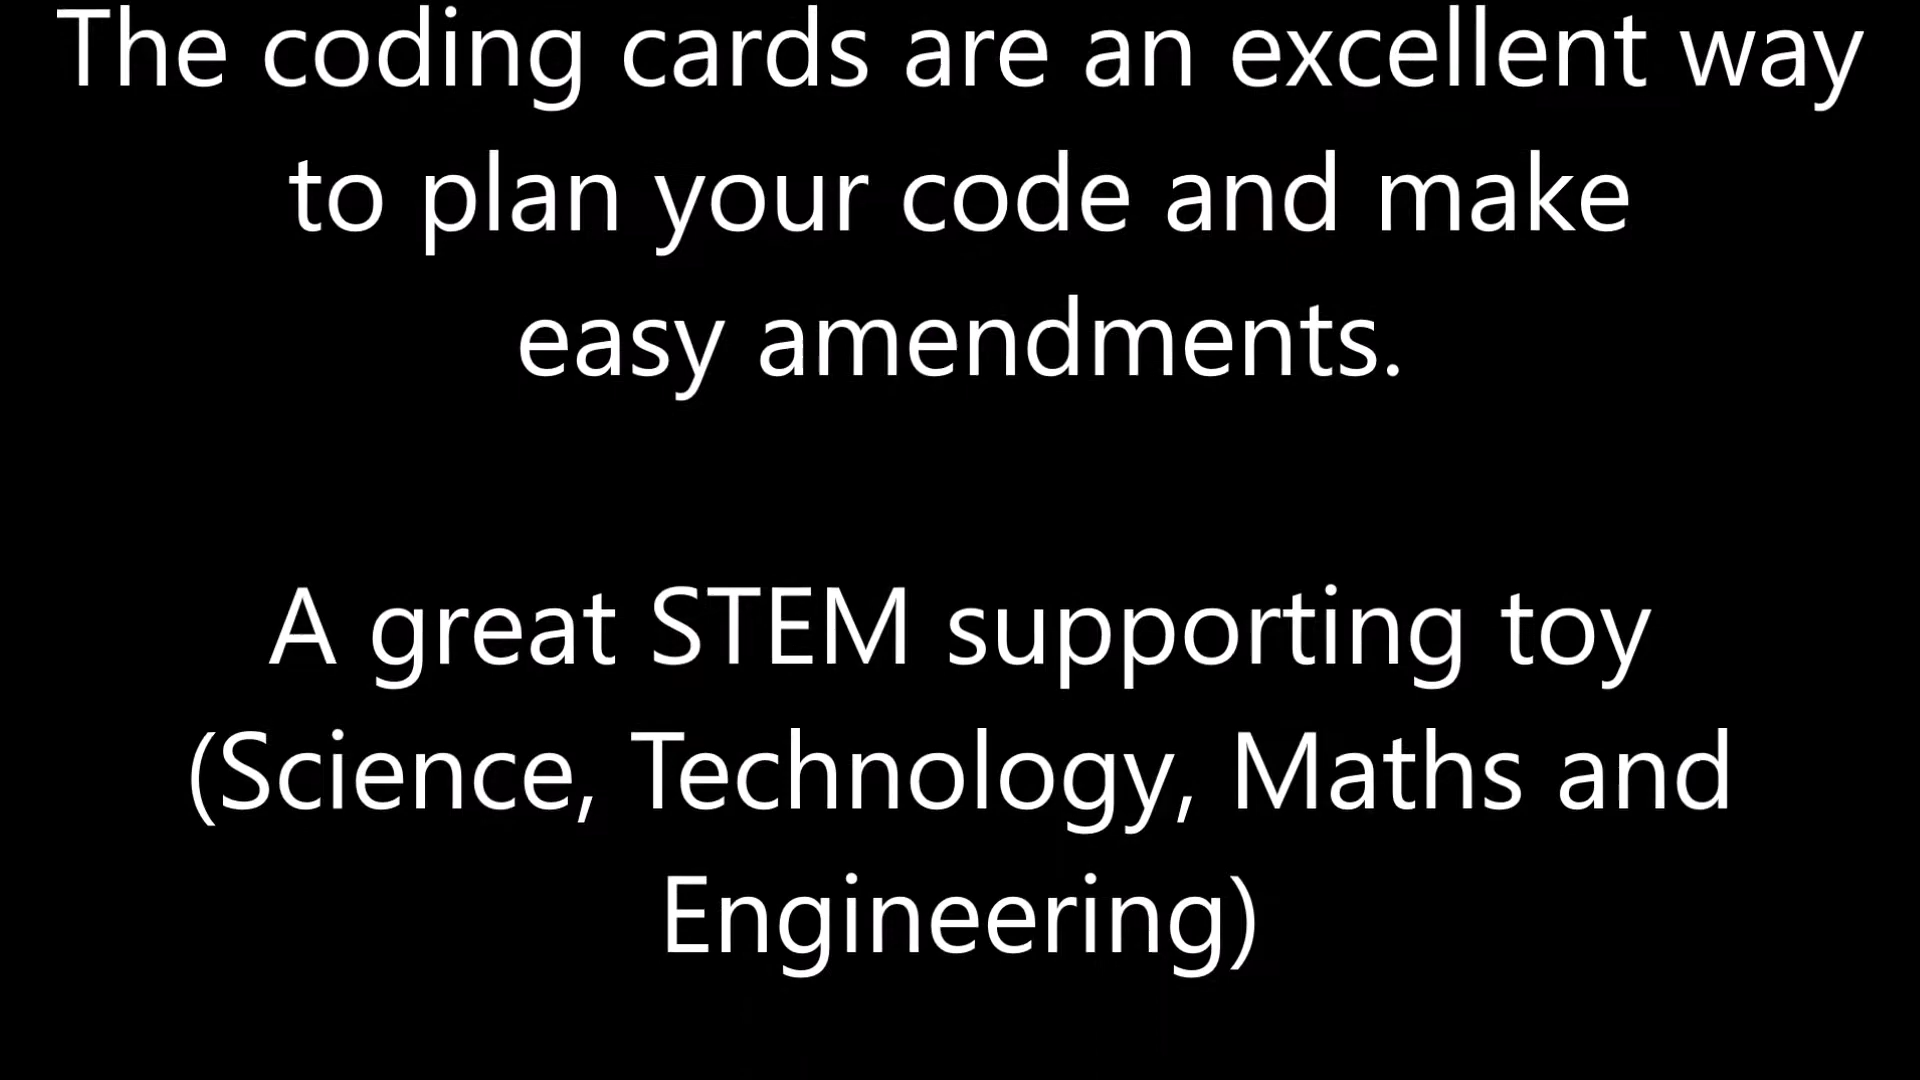 The coding cards are an excellent way
to plan your code and make
easy amendments.
A great STEM supporting toy
(Science, Technology, Maths and
Engineering)